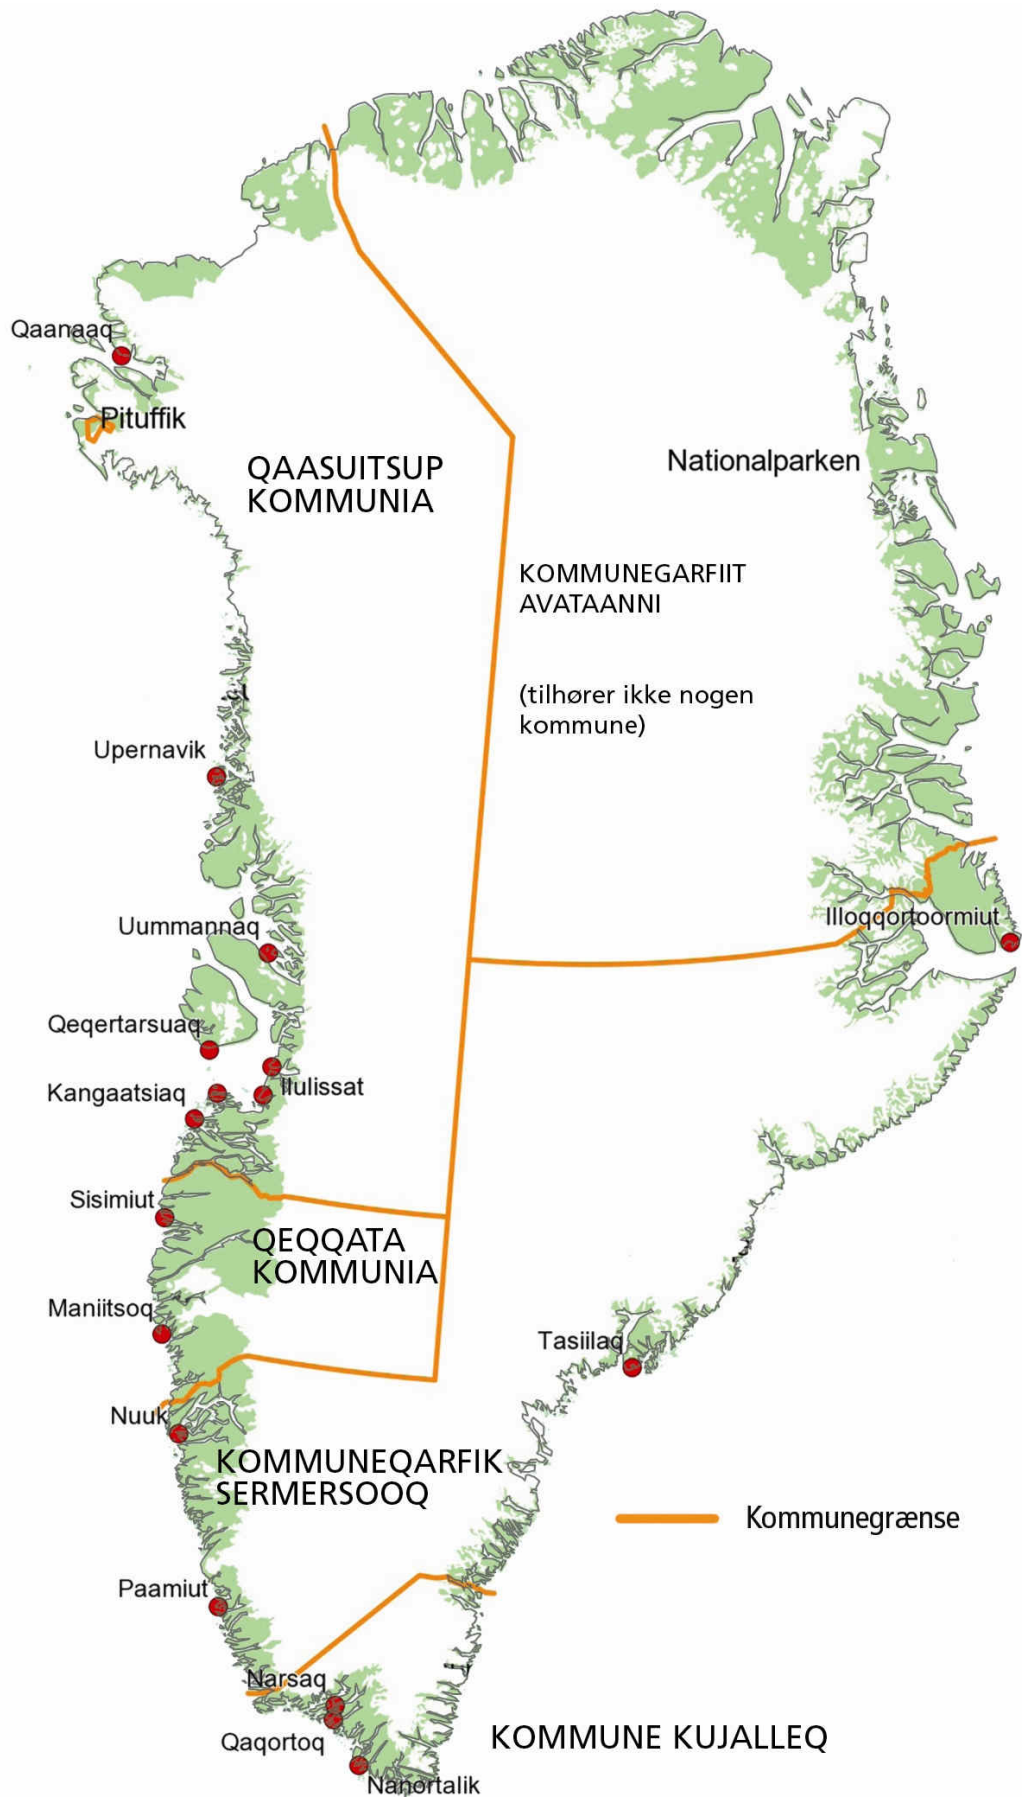 Qaanaaq
Pituffik
QAASUITSUP
KOMMUNIA
Nationalparken
KOMMUNEGARFIIT
AVATAANNI
(tilhører ikke nogen
kommune)
Upernavik
Uummannaq
Illoqqortoormiut
Qeqertarsuaq
Kangaatsiaq
Ilulissat
Sisimiut
QEQQATA
KOMMUNIA
Maniitsoq
Tasiilaq
Nuuk
KOMMUNEQARFIK
SERMERSOOQ
Kommunegrænse
Paamiut
Narsaq
Qaqortoq
KOMMUNE KUJALLEQ
Nanortalik